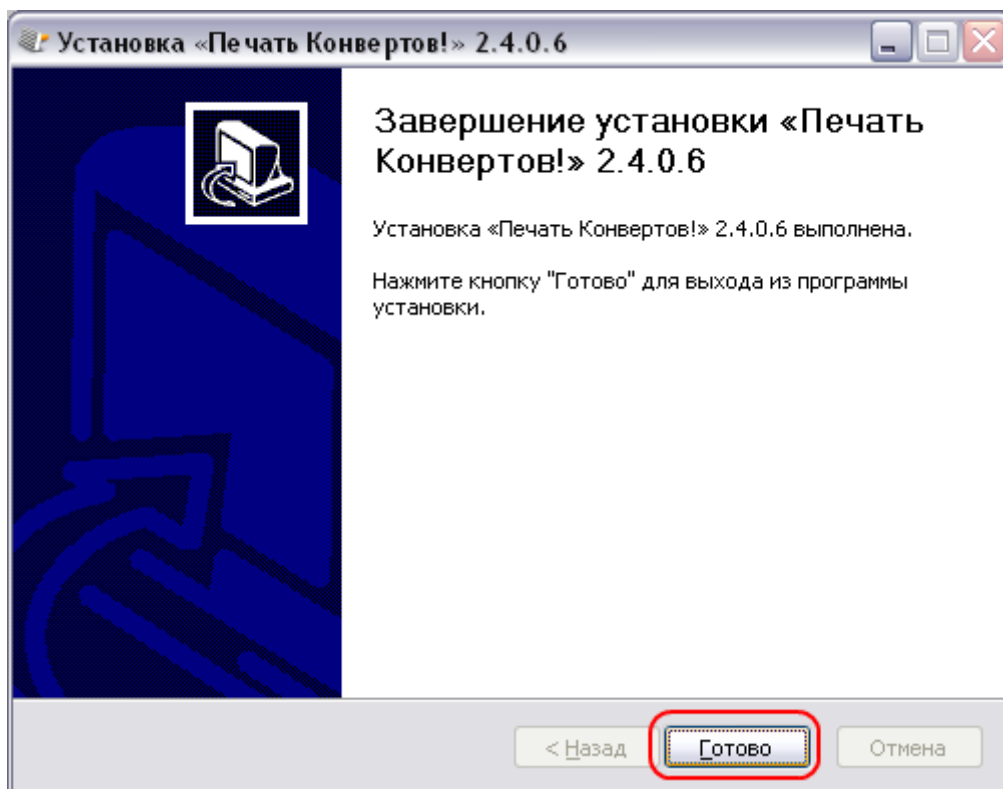 Установка «Печать Конвертов!» 2.4.0.6
Завершение установки «Печать
Конвертов!» 2.4.0.6
Установка «Печать Конвертов!» 2.4.0.6 выполнена.
Нажмите кнопку "Готово" для выхода из программы
установки.
< Назад
Готово
Отмена